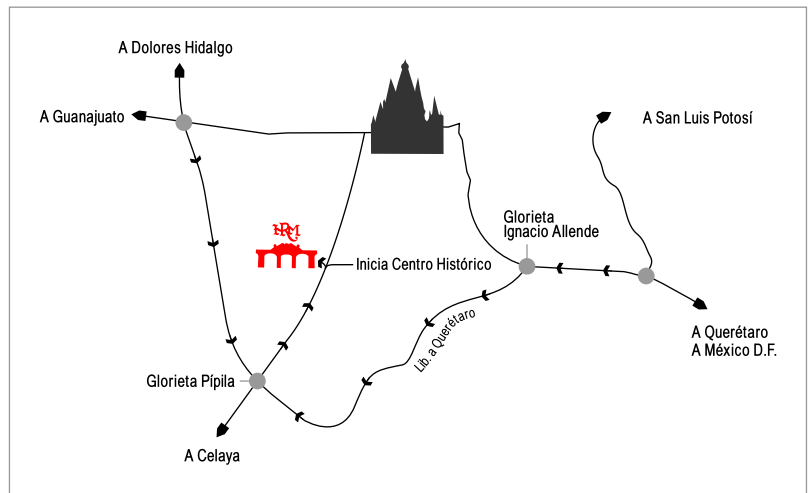 A Dolores Hidalgo
A Guanajuato
A San Luis Potosí
Glorieta
Ignacio Allende
HRM
Inicia Centro Histórico
A Querétaro
A México D.F.
Lib. a Querétaro
Glorieta Pípila
A Celaya